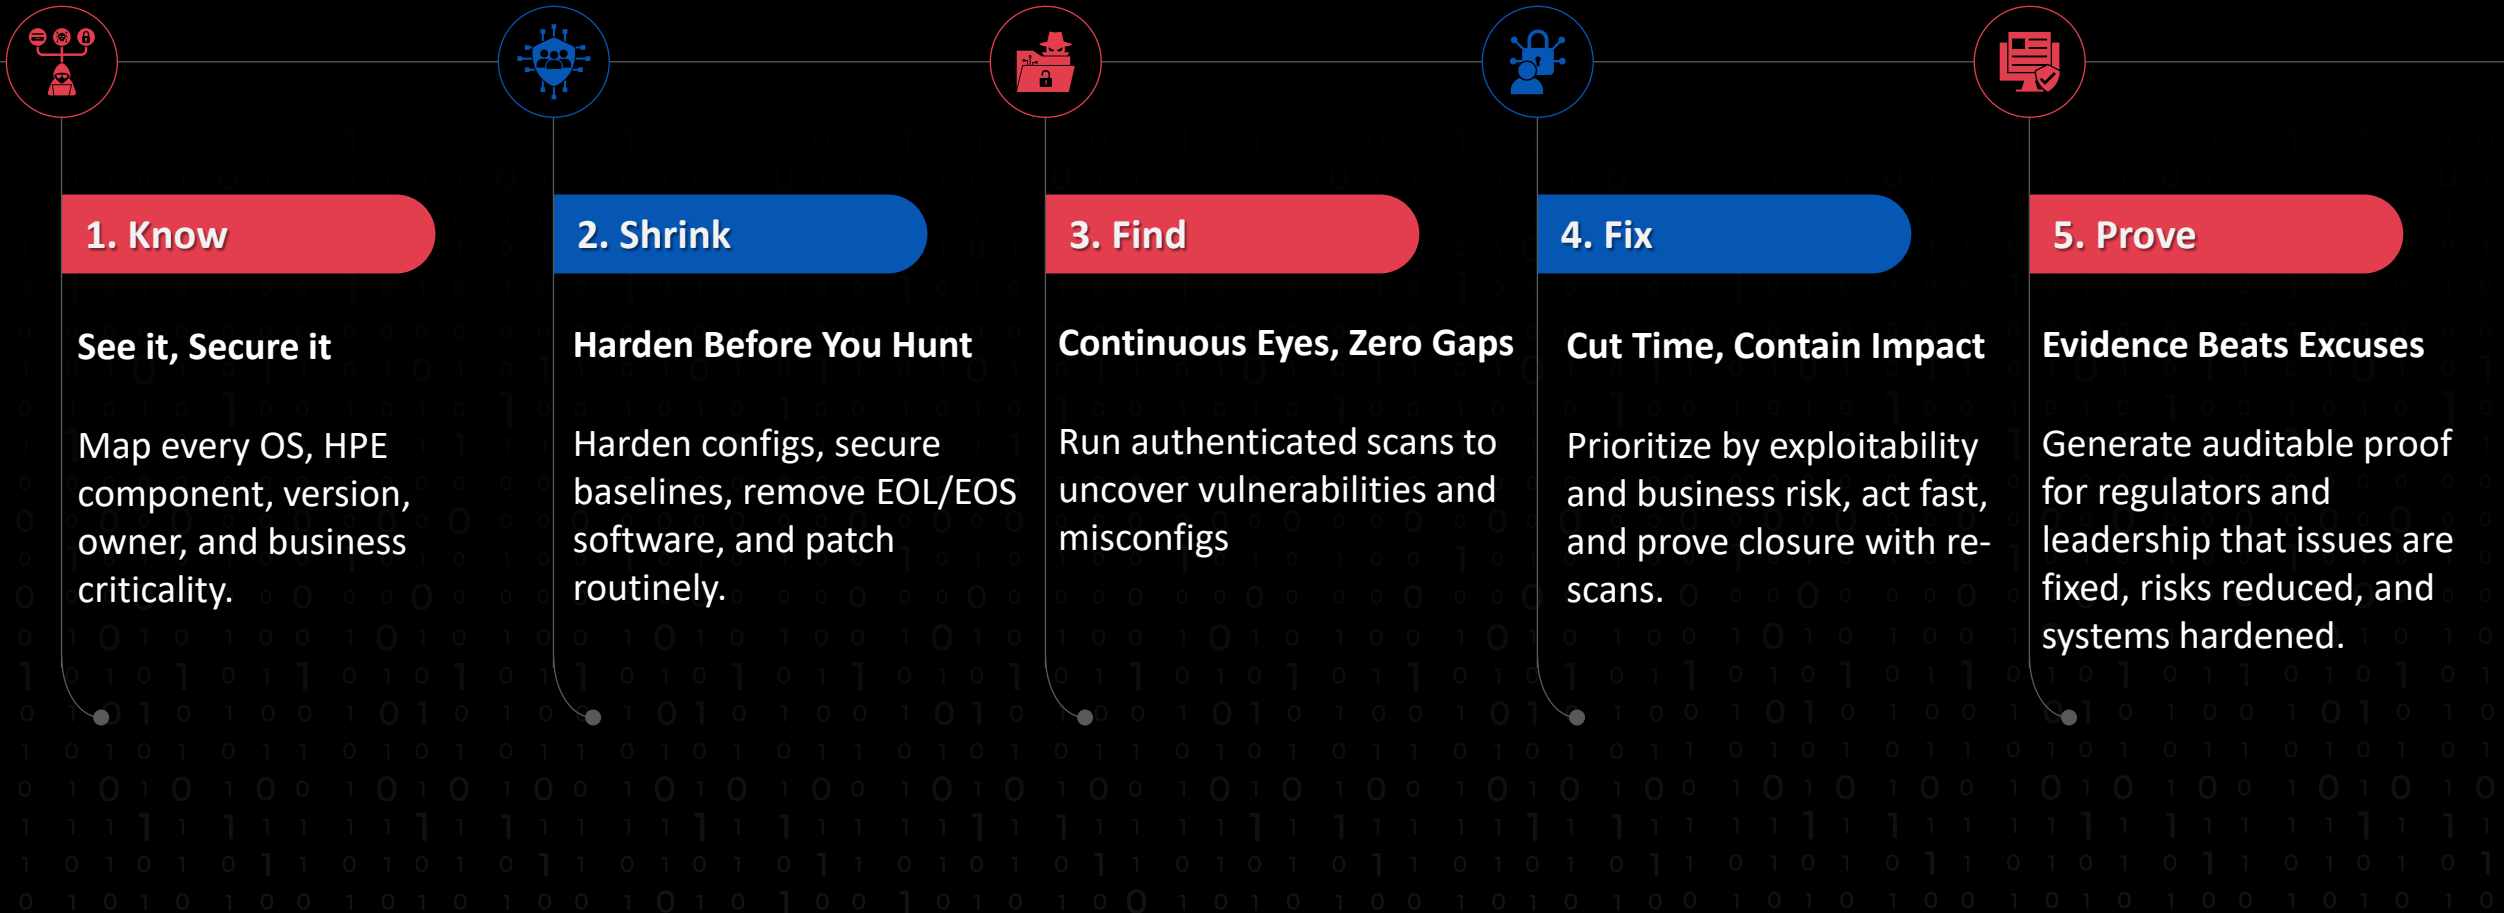 1. Know
See it, Secure it
Map every OS, HPE
component, version,
owner, and business
criticality.
2. Shrink
Harden Before You Hunt
Harden configs, secure
baselines, remove EOL/EOS
software, and patch
routinely.
3. Find
Continuous Eyes, Zero Gaps
Run authenticated scans to
uncover vulnerabilities and
misconfigs
4. Fix
Cut Time, Contain Impact
Prioritize by exploitability
and business risk, act fast,
and prove closure with re-
scans.
5. Prove
Evidence Beats Excuses
Generate auditable proof
for regulators and
leadership that issues are
fixed, risks reduced, and
systems hardened.